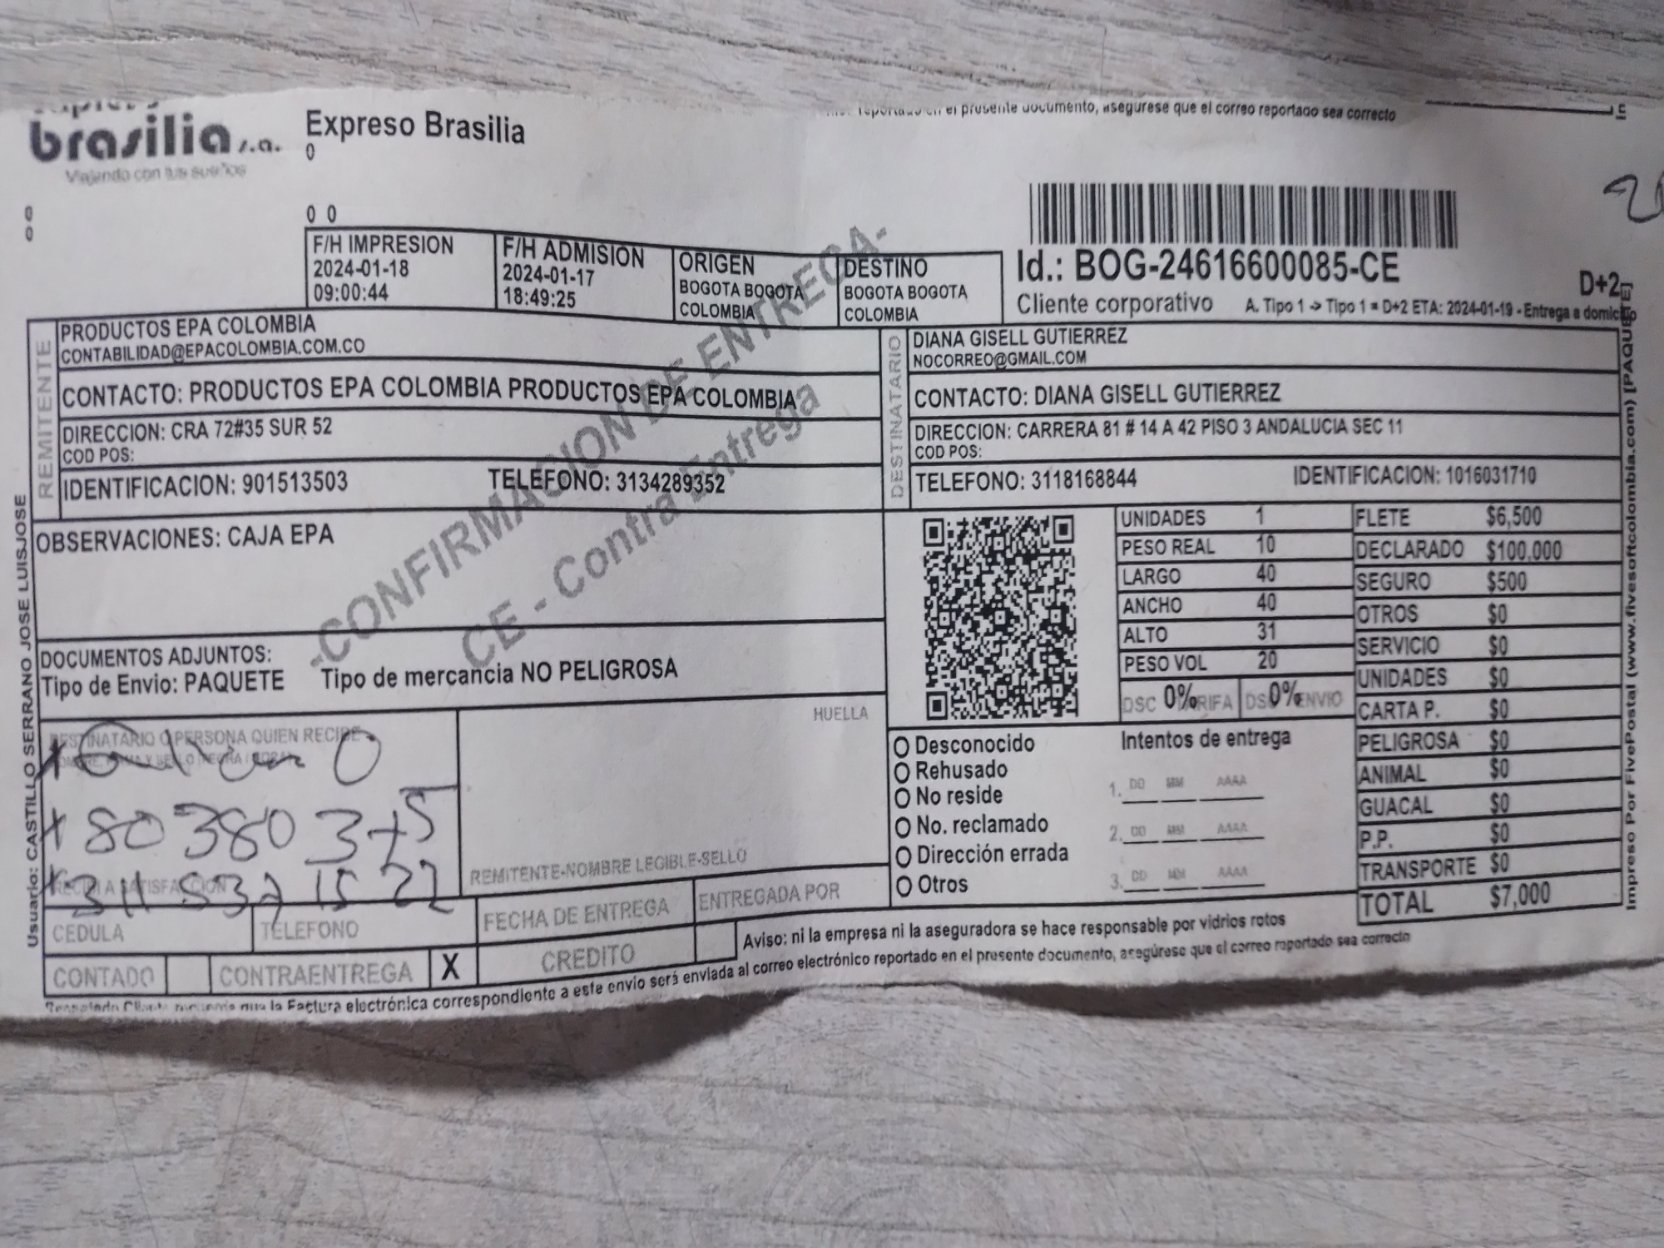 brasilia s.a.
Viajando con tus sueños
Expreso Brasilia
0
0 0
0
0
reportado en el presente documento, asegurese que el correo reportado sea correcto
F/H IMPRESION
2024-01-18
09:00:44
F/H ADMISION
2024-01-17
18:49:25
ORIGEN
BOGOTA BOGOTA
COLOMBIA
DESTINO
BOGOTA BOGOTA
COLOMBIA
Id.: BOG-24616600085-CE
D+2
Cliente corporativo A. Tipo 1 -> Tipo 1 = D+2 ETA: 2024-01-19 - Entrega a domicilio
REMITENTE
PRODUCTOS EPA COLOMBIA
CONTABILIDAD@EPACOLOMBIA.COM.CO
CONTACTO: PRODUCTOS EPA COLOMBIA PRODUCTOS EPA COLOMBIA
DIRECCION: CRA 72#35 SUR 52
COD POS:
IDENTIFICACION: 901513503 TELEFONO: 3134289352
DESTINATARIO
DIANA GISELL GUTIERREZ
NOCORREO@GMAIL.COM
CONTACTO: DIANA GISELL GUTIERREZ
DIRECCION: CARRERA 81 # 14 A 42 PISO 3 ANDALUCIA SEC 11
COD POS:
TELEFONO: 3118168844 IDENTIFICACION: 1016031710
-CONFIRMACION DE ENTREGA-
CE - Contra Entrega
OBSERVACIONES: CAJA EPA
DOCUMENTOS ADJUNTOS:
Tipo de Envio: PAQUETE Tipo de mercancia NO PELIGROSA
UNIDADES 1
PESO REAL 10
LARGO 40
ANCHO 40
ALTO 31
PESO VOL 20
DSC 0% RIFA DS 0% ENVIO
FLETE $6,500
DECLARADO $100,000
SEGURO $500
OTROS $0
SERVICIO $0
UNIDADES $0
CARTA P. $0
PELIGROSA $0
ANIMAL $0
GUACAL $0
P.P. $0
TRANSPORTE $0
TOTAL $7,000
DESTINATARIO O PERSONA QUIEN RECIBE
HUELLA
REMITENTE-NOMBRE LEGIBLE-SELLO
Desconocido
Rehusado
No reside
No. reclamado
Dirección errada
Otros
Intentos de entrega
1. DD MM AAAA
2. DD MM AAAA
3. DD MM AAAA
CEDULA
TELEFONO
FECHA DE ENTREGA
ENTREGADA POR
CONTADO
CONTRAENTREGA X
CREDITO
Aviso: ni la empresa ni la aseguradora se hace responsable por vidrios rotos
que la Factura electrónica correspondiente a este envío será enviada al correo electrónico reportado en el presente documento, asegúrese que el correo reportado sea correcto
Usuario: CASTILLO SERRANO JOSE LUISJOSE
Impreso Por FivePostal (www.fivesoftcolombia.com) [PAQUETE]